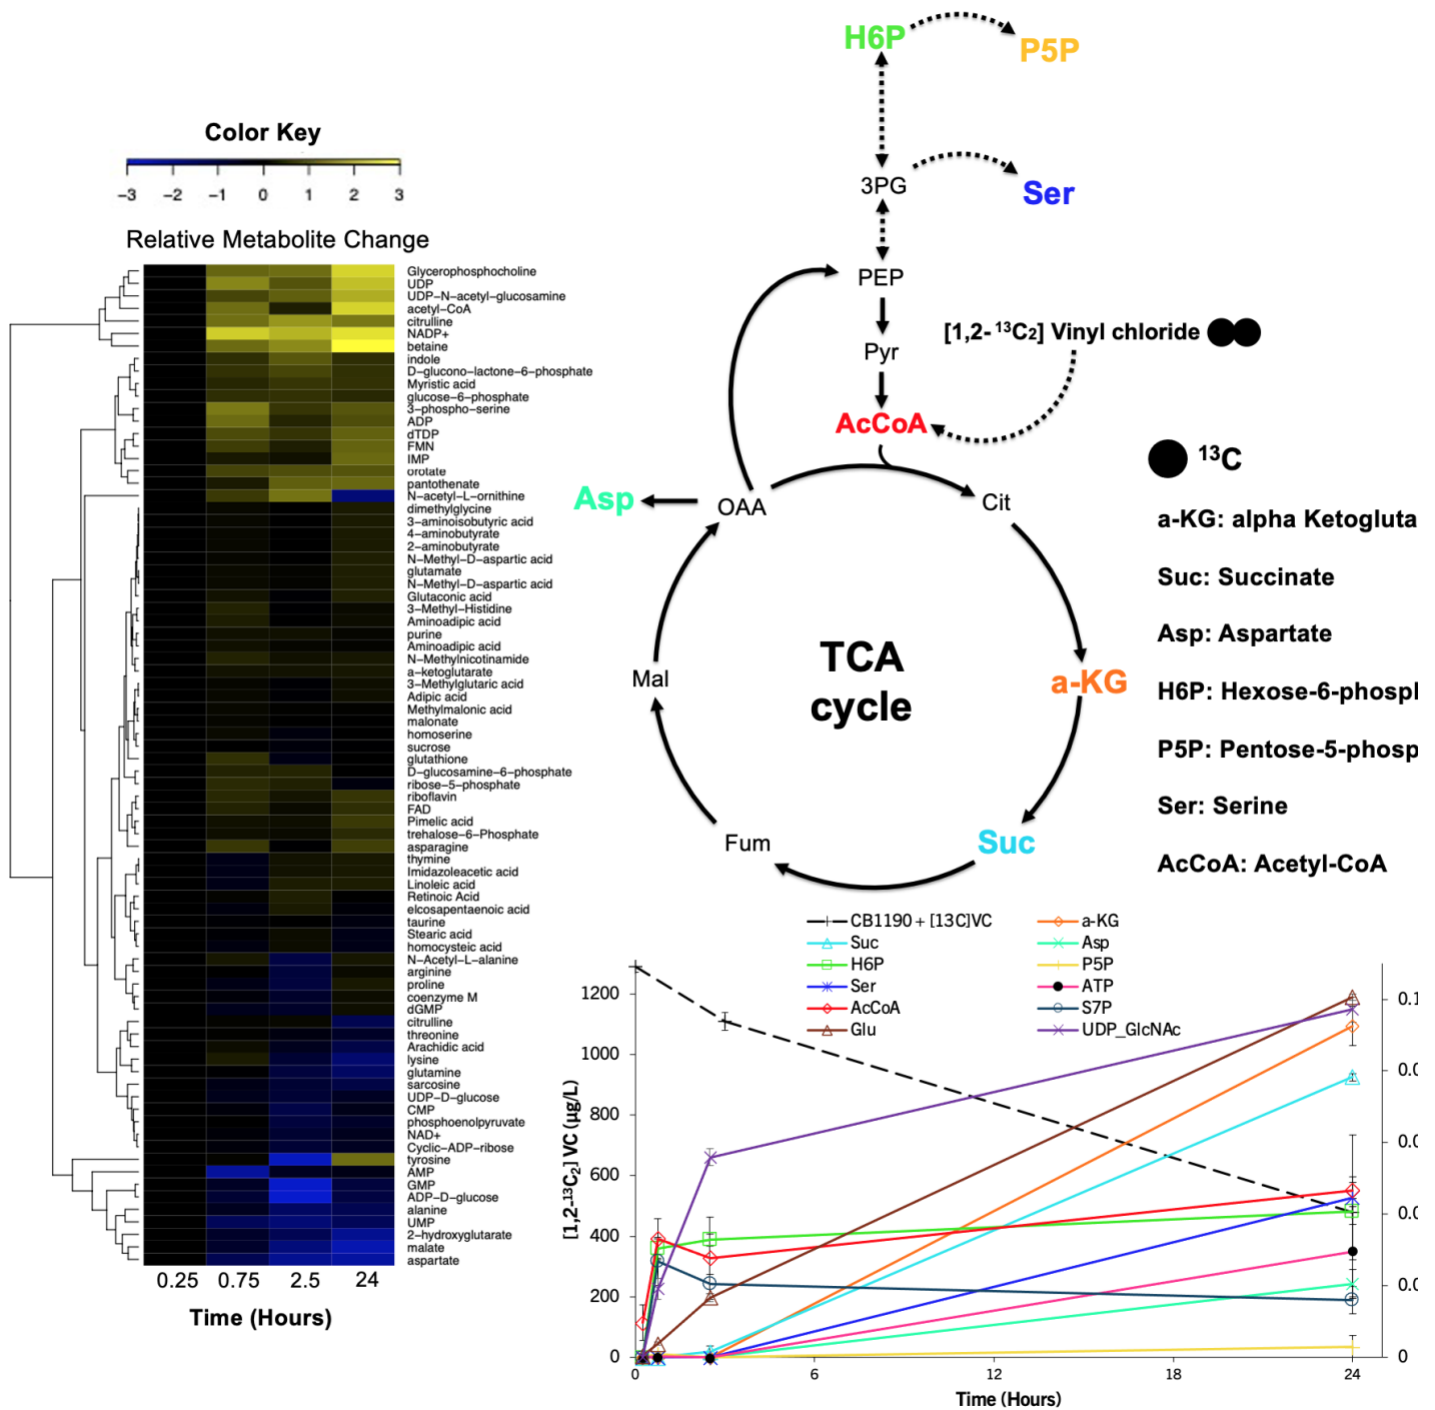 Color Key
−3 −2 −1 0 1 2 3
Relative Metabolite Change
Glycerophosphocholine
UDP
UDP−N−acetyl−glucosamine
acetyl−CoA
citrulline
NADP+
betaine
indole
D−glucono−lactone−6−phosphate
Myristic acid
glucose−6−phosphate
3−phospho−serine
ADP
dTDP
FMN
IMP
orotate
pantothenate
N−acetyl−L−ornithine
dimethylglycine
3−aminoisobutyric acid
4−aminobutyrate
2−aminobutyrate
N−Methyl−D−aspartic acid
glutamate
N−Methyl−D−aspartic acid
Glutaconic acid
3−Methyl−Histidine
Aminoadipic acid
purine
Aminoadipic acid
N−Methylnicotinamide
a−ketoglutarate
3−Methylglutaric acid
Adipic acid
Methylmalonic acid
malonate
homoserine
sucrose
glutathione
D−glucosamine−6−phosphate
ribose−5−phosphate
riboflavin
FAD
Pimelic acid
trehalose−6−Phosphate
asparagine
thymine
Imidazoleacetic acid
Linoleic acid
Retinoic Acid
eIcosapentaenoic acid
taurine
Stearic acid
homocysteic acid
N−Acetyl−L−alanine
arginine
proline
coenzyme M
dGMP
citrulline
threonine
Arachidic acid
lysine
glutamine
sarcosine
UDP−D−glucose
CMP
phosphoenolpyruvate
NAD+
Cyclic−ADP−ribose
tyrosine
AMP
GMP
ADP−D−glucose
alanine
UMP
2−hydroxyglutarate
malate
aspartate
0.25 0.75 2.5 24
Time (Hours)
H6P
P5P
3PG
Ser
PEP
[1,2-¹³C₂] Vinyl chloride
Pyr
AcCoA
Asp
OAA
Cit
TCA
cycle
Mal
a-KG
Fum
Suc
¹³C
a-KG: alpha Ketogluta
Suc: Succinate
Asp: Aspartate
H6P: Hexose-6-phospl
P5P: Pentose-5-phosp
Ser: Serine
AcCoA: Acetyl-CoA
CB1190 + [13C]VC
a-KG
Suc
Asp
H6P
P5P
Ser
ATP
AcCoA
S7P
Glu
UDP_GlcNAc
[1,2-¹³C₂] VC (µg/L)
1200
1000
800
600
400
200
0
0.1
0.0
0.0
0.0
0.0
0
0 6 12 18 24
Time (Hours)